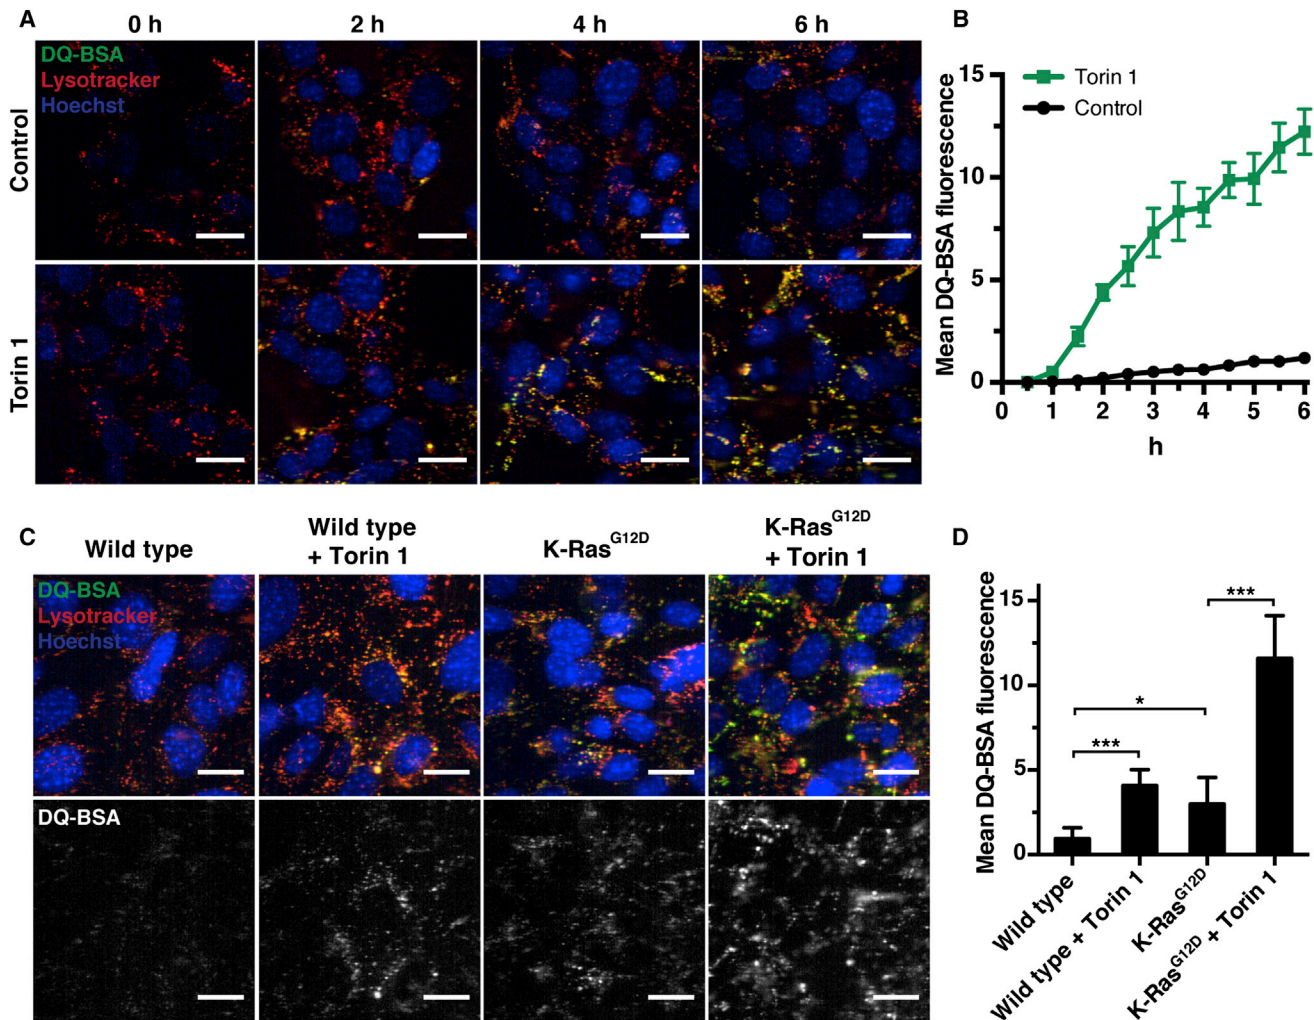 A
0 h
2 h
4 h
6 h
DQ-BSA
Lysotracker
Hoechst
Control
Torin 1
B
Torin 1
Control
Mean DQ-BSA fluorescence
15
10
5
0
0 1 2 3 4 5 6
h
C
Wild type
Wild type
+ Torin 1
K-Ras^G12D
K-Ras^G12D
+ Torin 1
DQ-BSA
Lysotracker
Hoechst
DQ-BSA
D
Mean DQ-BSA fluorescence
15
10
5
0
***
*
***
Wild type
Wild type + Torin 1
K-Ras^G12D
K-Ras^G12D + Torin 1